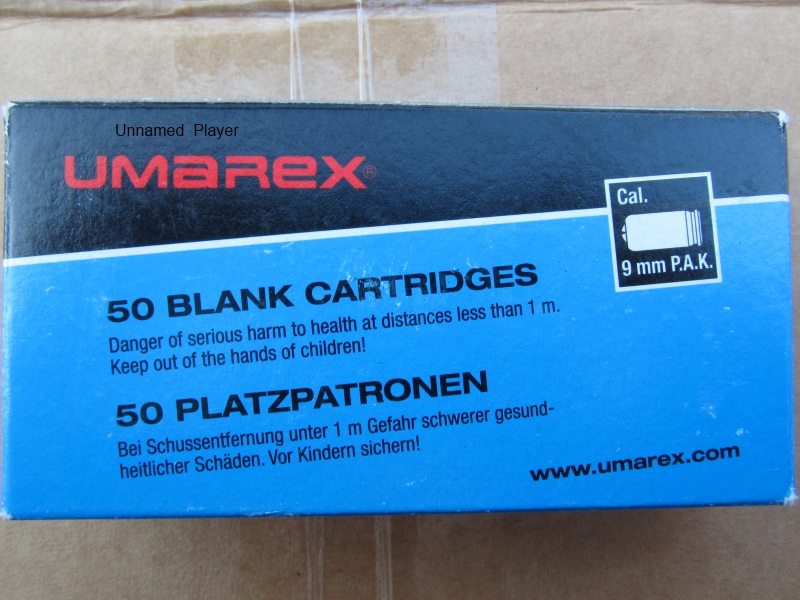 Unnamed Player
UMAREX®
Cal.
9 mm P.A.K.
50 BLANK CARTRIDGES
Danger of serious harm to health at distances less than 1 m.
Keep out of the hands of children!
50 PLATZPATRONEN
Bei Schussentfernung unter 1 m Gefahr schwerer gesund-
heitlicher Schäden. Vor Kindern sichern!
www.umarex.com